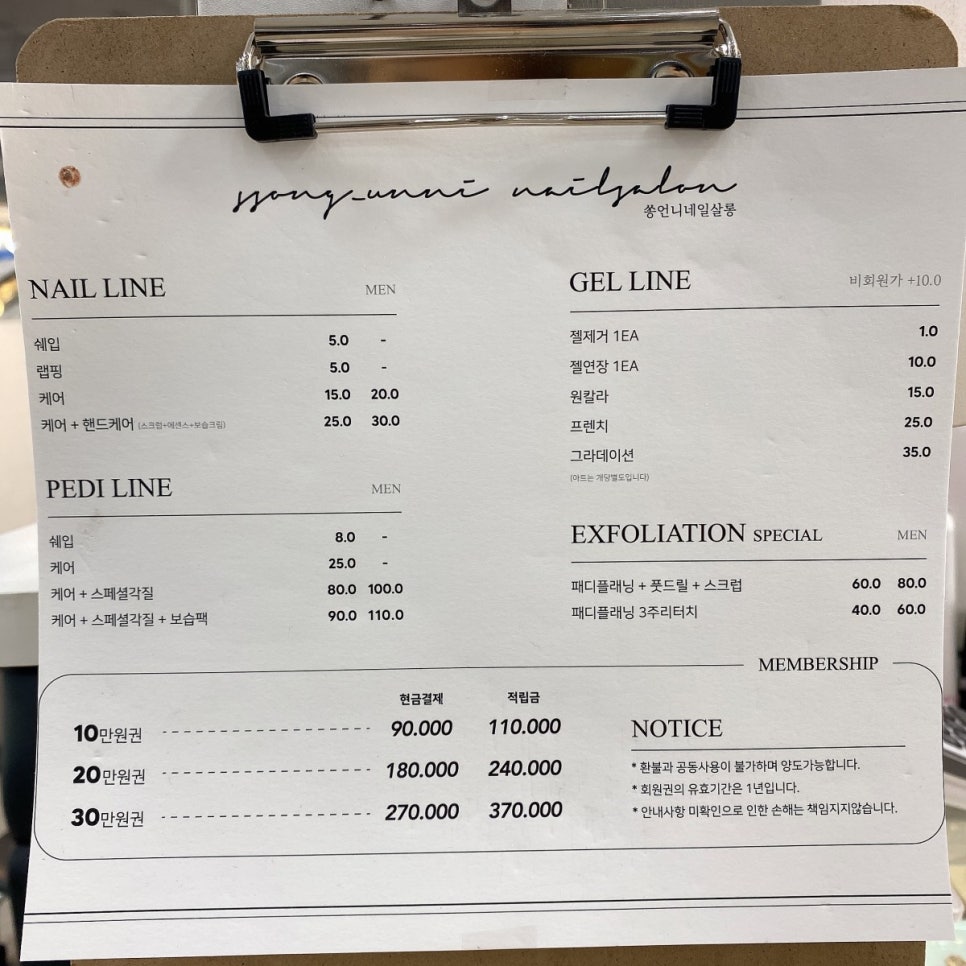 ssong_unni nailsalon
쏭언니네일살롱
NAIL LINE MEN
쉐입 5.0 -
랩핑 5.0 -
케어 15.0 20.0
케어 + 핸드케어 (스크럽+에센스+보습크림) 25.0 30.0
PEDI LINE MEN
쉐입 8.0 -
케어 25.0 -
케어 + 스페셜각질 80.0 100.0
케어 + 스페셜각질 + 보습팩 90.0 110.0
GEL LINE 비회원가 +10.0
젤제거 1EA 1.0
젤연장 1EA 10.0
원칼라 15.0
프렌치 25.0
그라데이션 35.0
(아트는 개당별도입니다)
EXFOLIATION SPECIAL MEN
패디플래닝 + 풋드릴 + 스크럽 60.0 80.0
패디플래닝 3주리터치 40.0 60.0
MEMBERSHIP
현금결제 적립금
10만원권 90.000 110.000
20만원권 180.000 240.000
30만원권 270.000 370.000
NOTICE
* 환불과 공동사용이 불가하며 양도가능합니다.
* 회원권의 유효기간은 1년입니다.
* 안내사항 미확인으로 인한 손해는 책임지지않습니다.